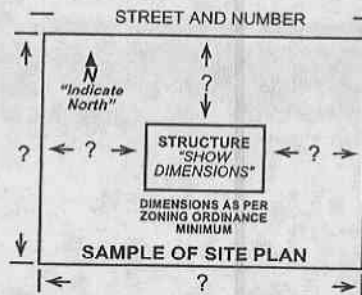 STREET AND NUMBER
N
"Indicate
North"
?
?
?
STRUCTURE
"SHOW
DIMENSIONS"
?
DIMENSIONS AS PER
ZONING ORDINANCE
MINIMUM
SAMPLE OF SITE PLAN
?